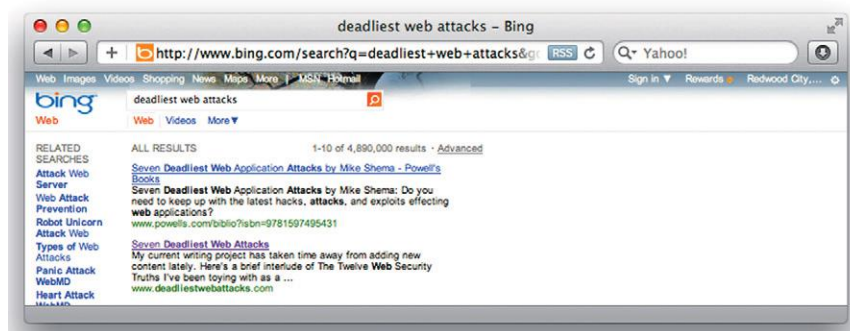 deadliest web attacks – Bing
http://www.bing.com/search?q=deadliest+web+attacks&g RSS Yahoo!
Web Images Videos Shopping News Maps More | MSN Hotmail Sign in ▼ Rewards Redwood City,...
bing deadliest web attacks
Web Web Videos More▼
RELATED SEARCHES
Attack Web
Server
Web Attack
Prevention
Robot Unicorn
Attack Web
Types of Web
Attacks
Panic Attack
WebMD
Heart Attack
WebMD
ALL RESULTS 1-10 of 4,890,000 results · Advanced
Seven Deadliest Web Application Attacks by Mike Shema - Powell's
Books
Seven Deadliest Web Application Attacks by Mike Shema: Do you
need to keep up with the latest hacks, attacks, and exploits effecting
web applications?
www.powells.com/biblio?isbn=9781597495431
Seven Deadliest Web Attacks
My current writing project has taken time away from adding new
content lately. Here's a brief interlude of The Twelve Web Security
Truths I've been toying with as a ...
www.deadliestwebattacks.com